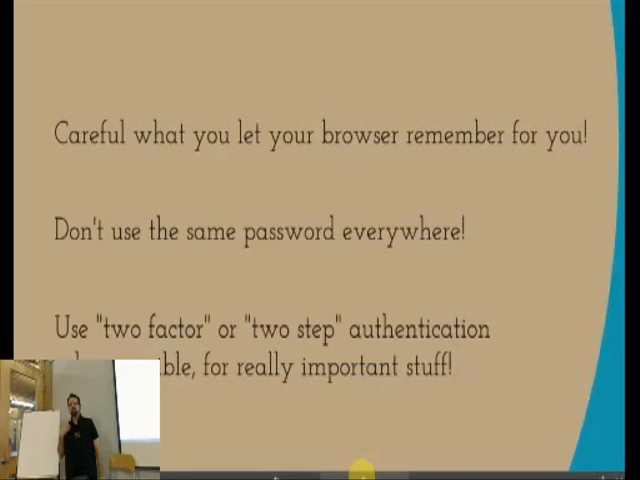 Careful what you let your browser remember for you!
Don't use the same password everywhere!
Use "two factor" or "two step" authentication
for really important stuff!